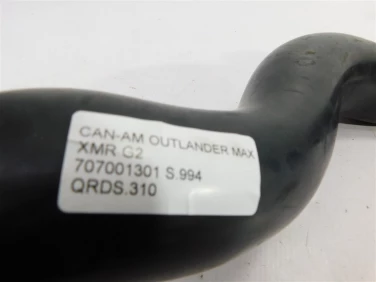 CAN-AM OUTLANDER MAX
XMR G2
707001301 S.994
QRDS.310